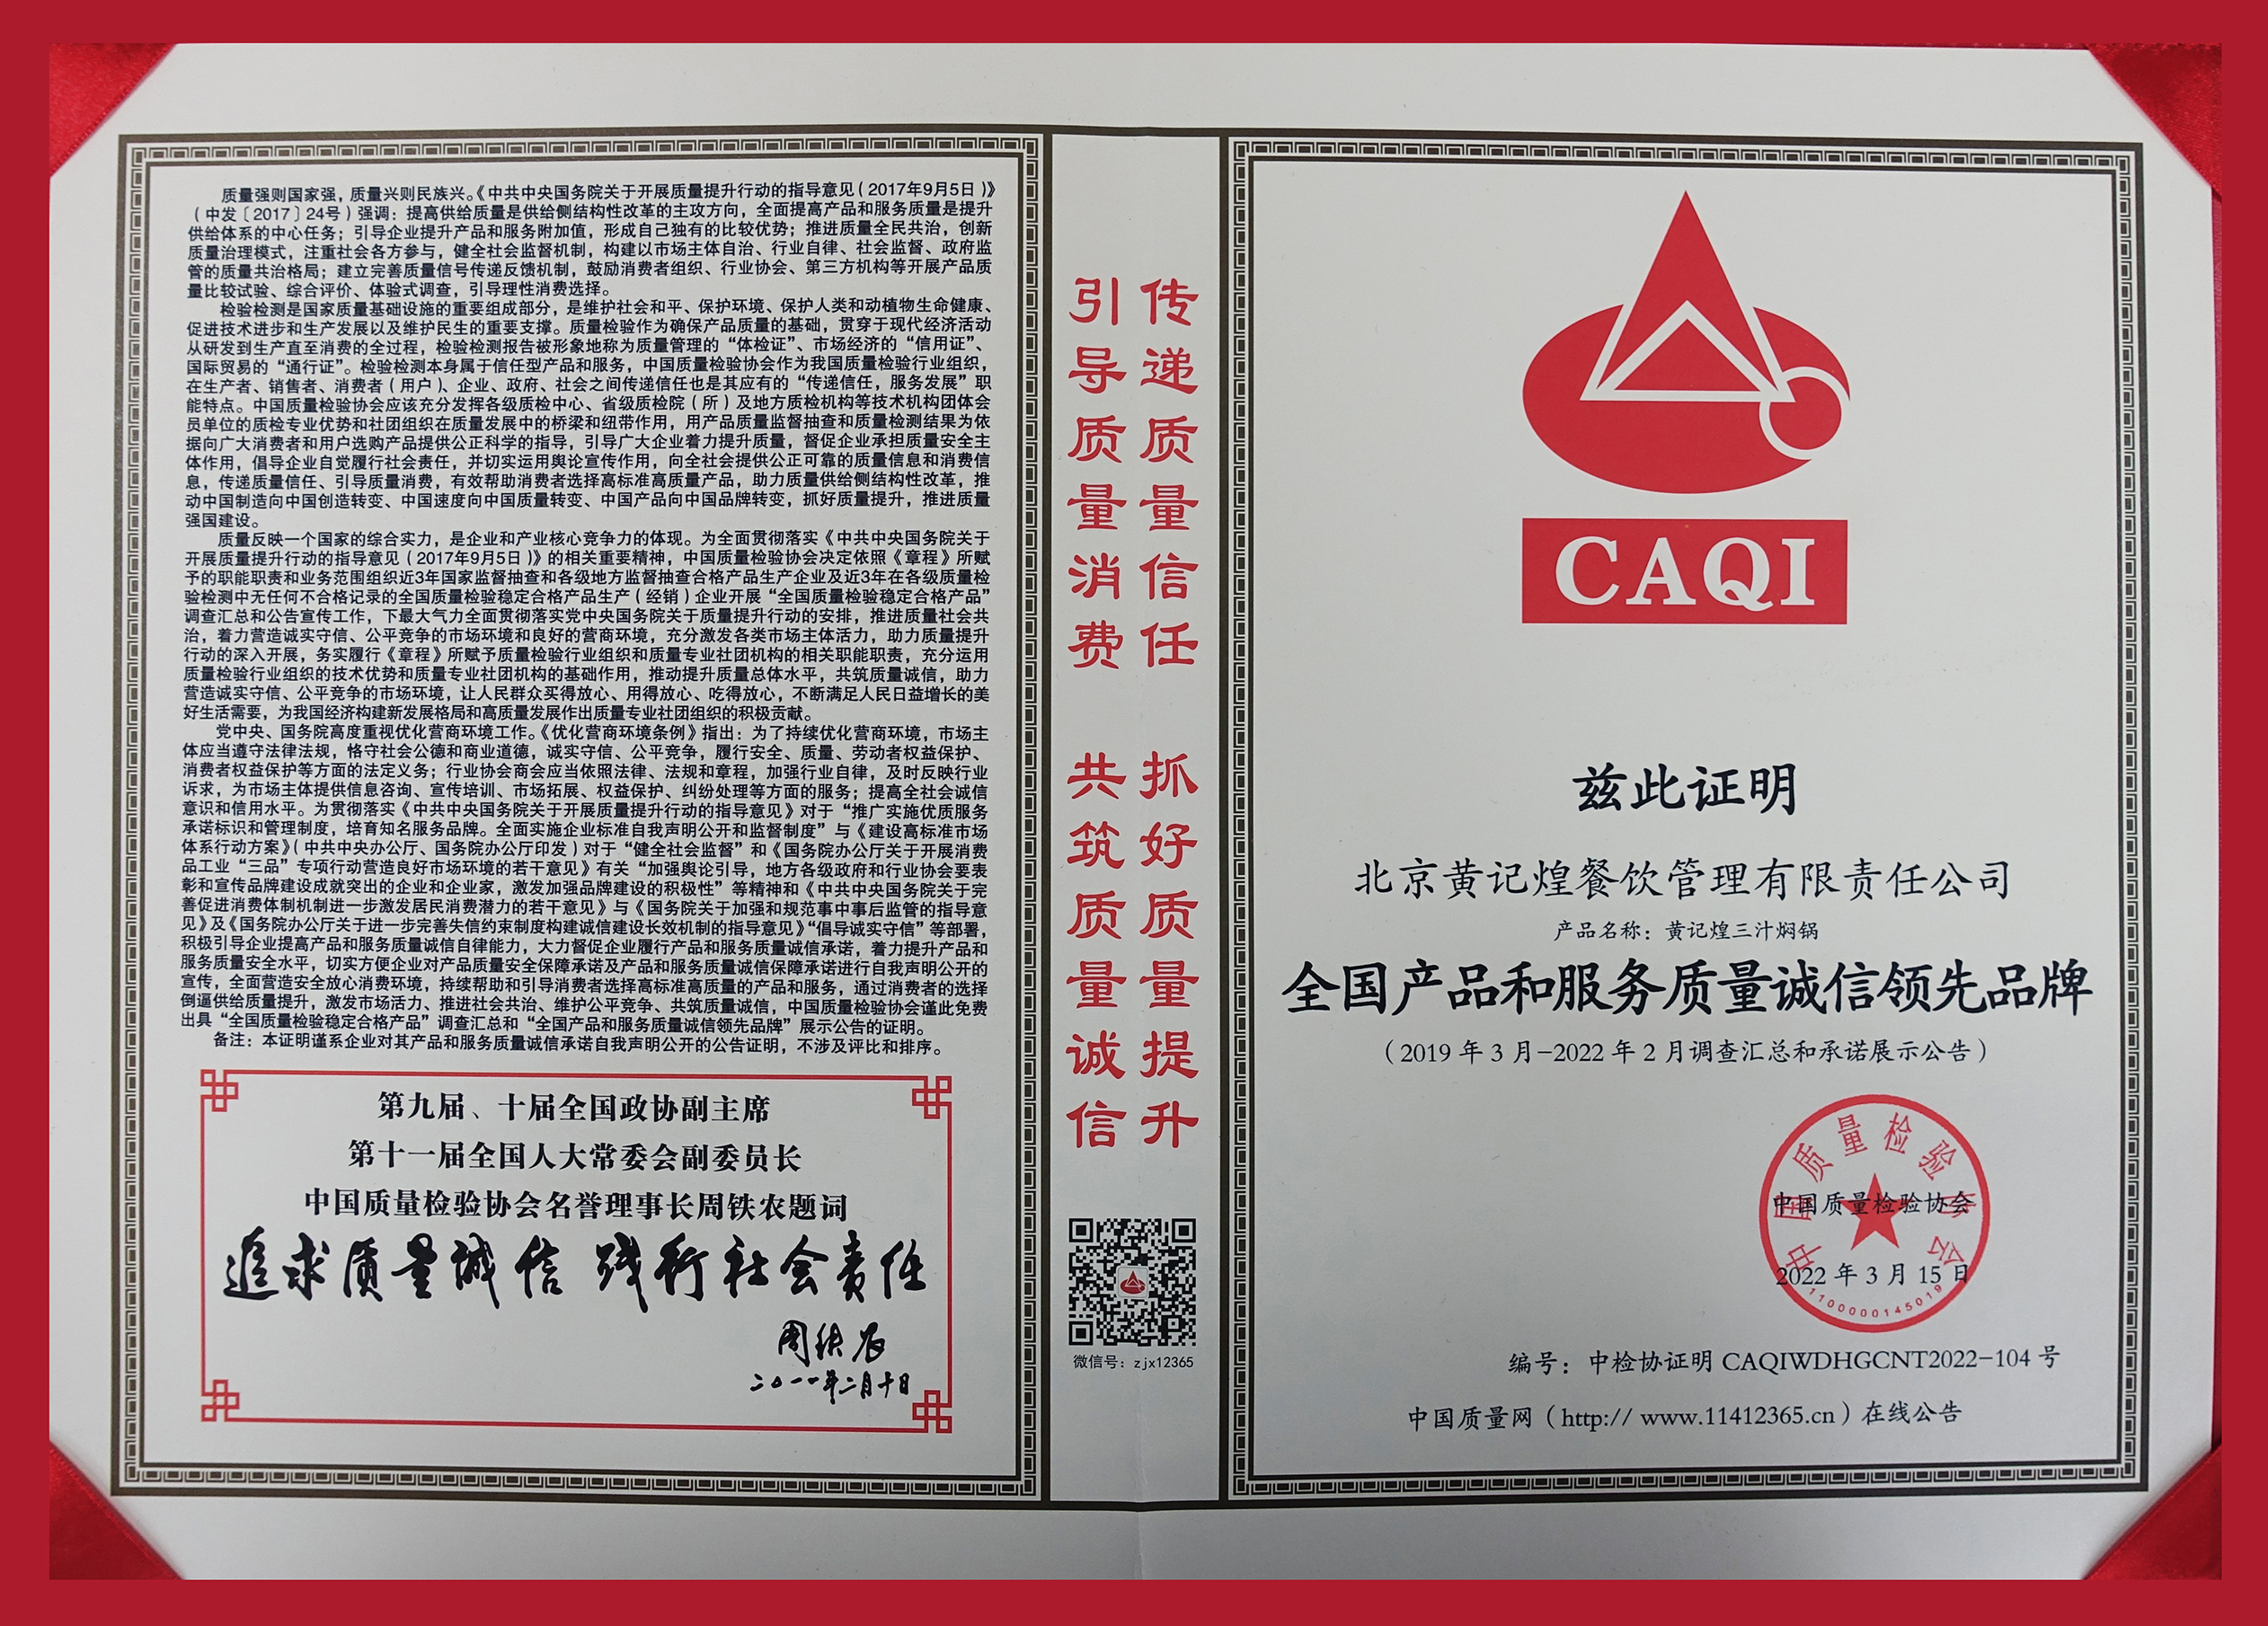 质量强则国家强，质量兴则民族兴。《中共中央国务院关于开展质量提升行动的指导意见（2017年9月5日）》
（中发〔2017〕24号）强调：提高供给质量是供给侧结构性改革的主攻方向，全面提高产品和服务质量是提升
供给体系的中心任务；引导企业提升产品和服务附加值，形成自己独有的比较优势；推进质量全民共治，创新
质量治理模式，注重社会各方参与，健全社会监督机制，构建以市场主体自治、行业自律、社会监督、政府监
管的质量共治格局；建立完善质量信号传递反馈机制，鼓励消费者组织、行业协会、第三方机构等开展产品质
量比较试验、综合评价、体验式调查，引导理性消费选择。
检验检测是国家质量基础设施的重要组成部分，是维护社会和平、保护环境、保护人类和动植物生命健康、
促进技术进步和生产发展以及维护民生的重要支撑。质量检验作为确保产品质量的基础，贯穿于现代经济活动
从研发到生产直至消费的全过程，检验检测报告被形象地称为质量管理的“体检证”、市场经济的“信用证”、
国际贸易的“通行证”。检验检测本身属于信任型产品和服务，中国质量检验协会作为我国质量检验行业组织，
在生产者、销售者、消费者（用户）、企业、政府、社会之间传递信任也是其应有的“传递信任，服务发展”职
能特点。中国质量检验协会应该充分发挥各级质检中心、省级质检院（所）及地方质检机构等技术机构团体会
员单位的质检专业优势和社团组织在质量发展中的桥梁和纽带作用，用产品质量监督抽查和质量检测结果为依
据向广大消费者和用户选购产品提供公正科学的指导，引导广大企业着力提升质量，督促企业承担质量安全主
体作用，倡导企业自觉履行社会责任，并切实运用舆论宣传作用，向全社会提供公正可靠的质量信息和消费信
息，传递质量信任、引导质量消费，有效帮助消费者选择高标准高质量产品，助力质量供给侧结构性改革，推
动中国制造向中国创造转变、中国速度向中国质量转变、中国产品向中国品牌转变，抓好质量提升，推进质量
强国建设。
质量反映一个国家的综合实力，是企业和产业核心竞争力的体现。为全面贯彻落实《中共中央国务院关于
开展质量提升行动的指导意见（2017年9月5日）》的相关重要精神，中国质量检验协会决定依照《章程》所赋
予的职能职责和业务范围组织近3年国家监督抽查和各级地方监督抽查合格产品生产企业及近3年在各级质量检
验检测中无任何不合格记录的全国质量检验稳定合格产品生产（经销）企业开展“全国质量检验稳定合格产品”
调查汇总和公告宣传工作，下最大气力全面贯彻落实党中央国务院关于质量提升行动的安排，推进质量社会共
治，着力营造诚实守信、公平竞争的市场环境和良好的营商环境，充分激发各类市场主体活力，助力质量提升
行动的深入开展，务实履行《章程》所赋予质量检验行业组织和质量专业社团机构的相关职能职责，充分运用
质量检验行业组织的技术优势和质量专业社团机构的基础作用，推动提升质量总体水平，共筑质量诚信，助力
营造诚实守信、公平竞争的市场环境，让人民群众买得放心、用得放心、吃得放心，不断满足人民日益增长的美
好生活需要，为我国经济构建新发展格局和高质量发展作出质量专业社团组织的积极贡献。
党中央、国务院高度重视优化营商环境工作。《优化营商环境条例》指出：为了持续优化营商环境，市场主
体应当遵守法律法规，恪守社会公德和商业道德，诚实守信、公平竞争，履行安全、质量、劳动者权益保护、
消费者权益保护等方面的法定义务；行业协会商会应当依照法律、法规和章程，加强行业自律，及时反映行业
诉求，为市场主体提供信息咨询、宣传培训、市场拓展、权益保护、纠纷处理等方面的服务；提高全社会诚信
意识和信用水平。为贯彻落实《中共中央国务院关于开展质量提升行动的指导意见》对于“推广实施优质服务
承诺标识和管理制度，培育知名服务品牌。全面实施企业标准自我声明公开和监督制度”与《建设高标准市场
体系行动方案》（中共中央办公厅、国务院办公厅印发）对于“健全社会监督”和《国务院办公厅关于开展消费
品工业“三品”专项行动营造良好市场环境的若干意见》有关“加强舆论引导，地方各级政府和行业协会要表
彰和宣传品牌建设成就突出的企业和企业家，激发加强品牌建设的积极性”等精神和《中共中央国务院关于完
善促进消费体制机制进一步激发居民消费潜力的若干意见》与《国务院关于加强和规范事中事后监管的指导意
见》及《国务院办公厅关于进一步完善失信约束制度构建诚信建设长效机制的指导意见》“倡导诚实守信”等部署，
积极引导企业提高产品和服务质量诚信自律能力，大力督促企业履行产品和服务质量诚信承诺，着力提升产品和
服务质量安全水平，切实方便企业对产品质量安全保障承诺及产品和服务质量诚信保障承诺进行自我声明公开的
宣传，全面营造安全放心消费环境，持续帮助和引导消费者选择高标准高质量的产品和服务，通过消费者的选择
倒逼供给质量提升，激发市场活力、推进社会共治、维护公平竞争、共筑质量诚信，中国质量检验协会谨此免费
出具“全国质量检验稳定合格产品”调查汇总和“全国产品和服务质量诚信领先品牌”展示公告的证明。
备注：本证明谨系企业对其产品和服务质量诚信承诺自我声明公开的公告证明，不涉及评比和排序。
第九届、十届全国政协副主席
第十一届全国人大常委会副委员长
中国质量检验协会名誉理事长周铁农题词
追求质量诚信 践行社会责任
周铁农
二〇一一年二月十日
传递质量信任 抓好质量提升
引导质量消费 共筑质量诚信
微信号：zjx12365
CAQI
兹此证明
北京黄记煌餐饮管理有限责任公司
产品名称：黄记煌三汁焖锅
全国产品和服务质量诚信领先品牌
（2019年3月-2022年2月调查汇总和承诺展示公告）
中国质量检验协会
中国质量检验协会
2022年3月15日
1100000145019
编号：中检协证明 CAQIWDHGCNT2022-104号
中国质量网（http:// www.11412365.cn）在线公告